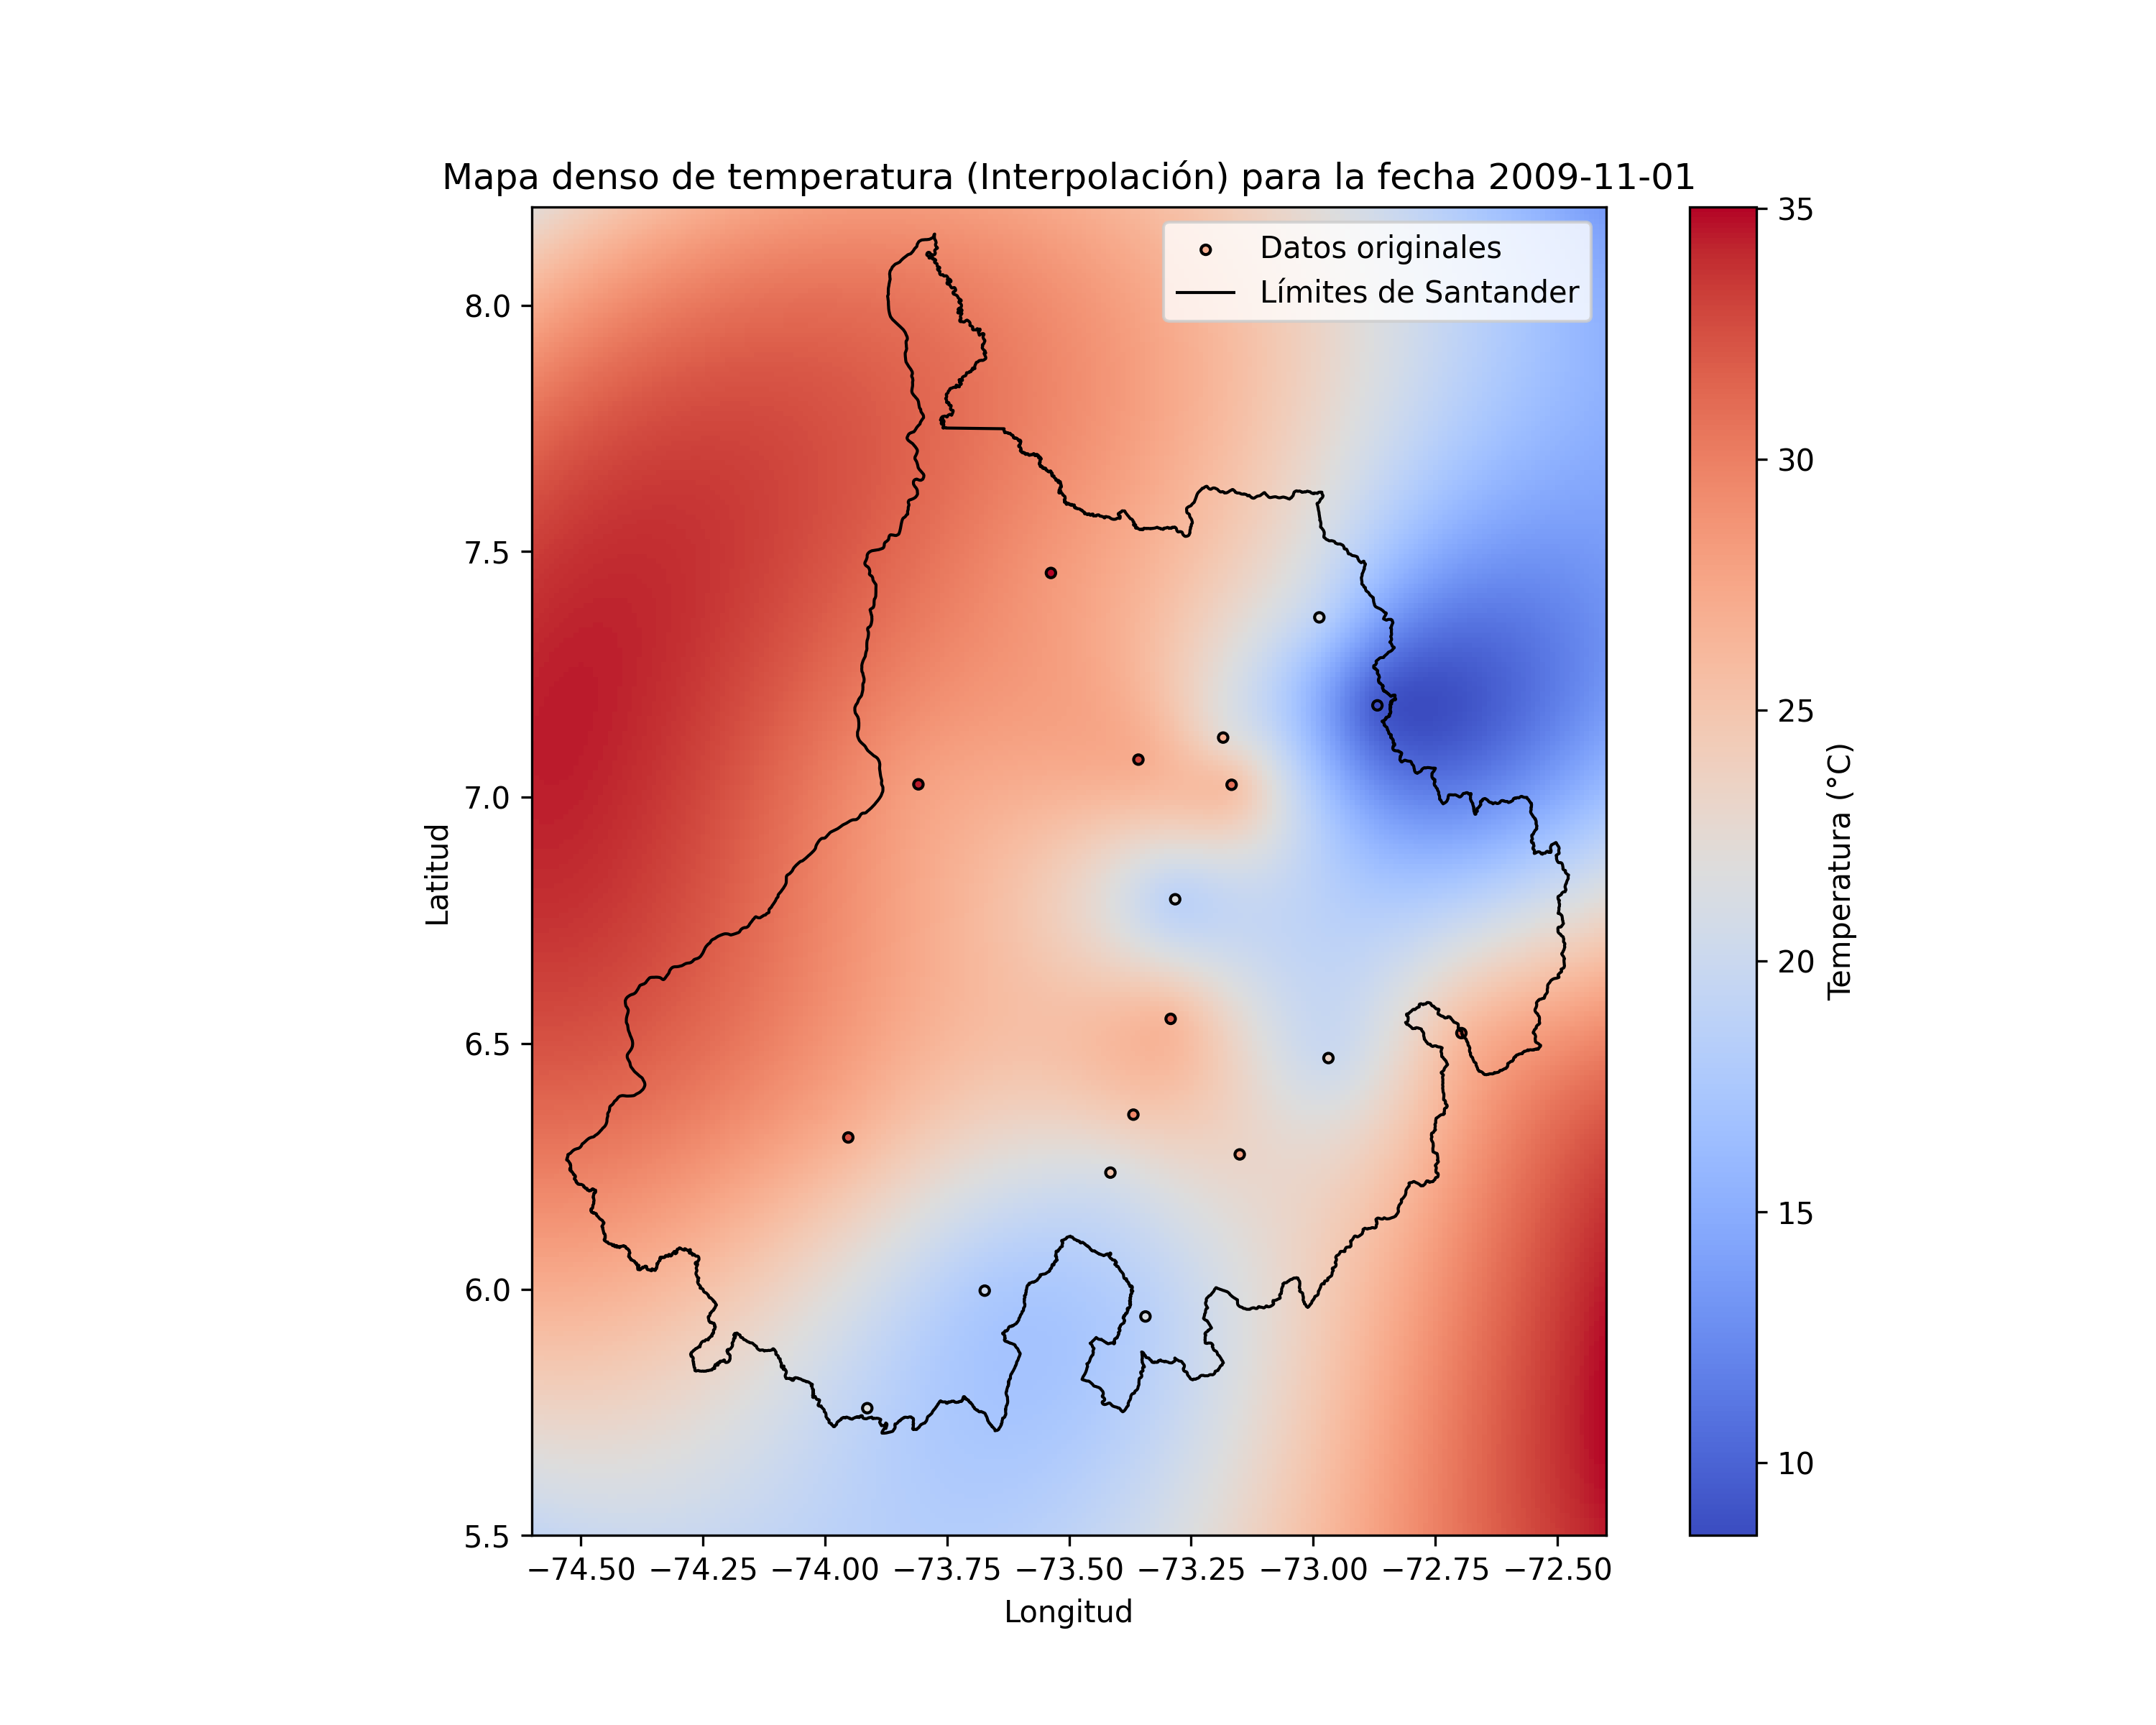 Mapa denso de temperatura (Interpolación) para la fecha 2009-11-01
Datos originales
Límites de Santander
8.0
7.5
7.0
6.5
6.0
5.5
Latitud
−74.50 −74.25 −74.00 −73.75 −73.50 −73.25 −73.00 −72.75 −72.50
Longitud
35
30
25
20
15
10
Temperatura (°C)